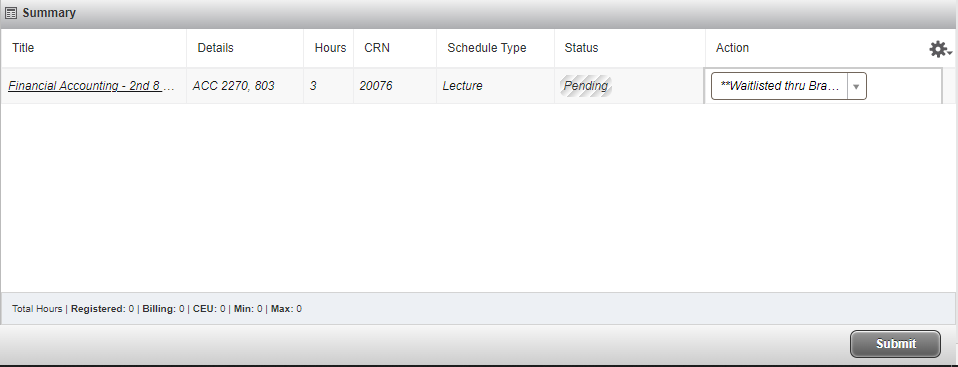 Summary
Title Details Hours CRN Schedule Type Status Action
Financial Accounting - 2nd 8 ... ACC 2270, 803 3 20076 Lecture Pending **Waitlisted thru Bra...
Total Hours | Registered: 0 | Billing: 0 | CEU: 0 | Min: 0 | Max: 0
Submit